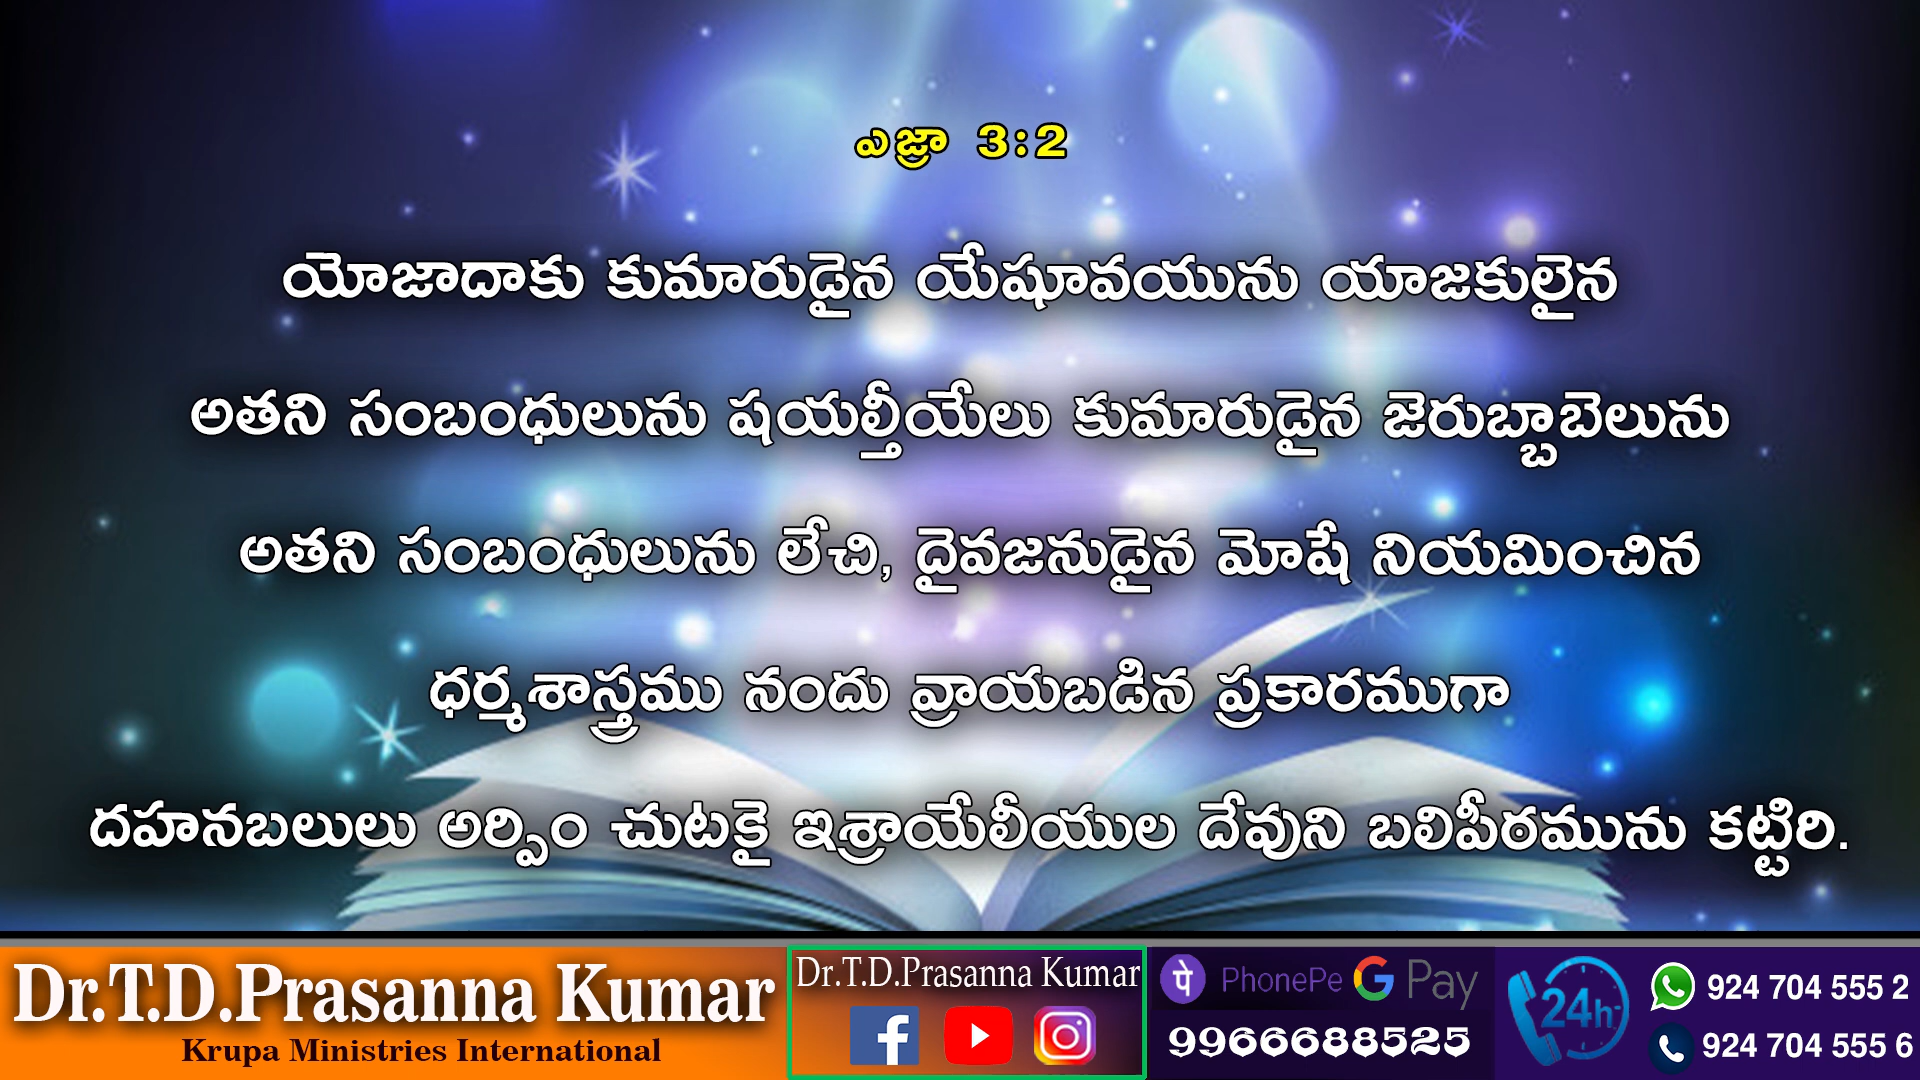 ఎజ్రా 3:2
యోజాదాకు కుమారుడైన యేషూవయును యాజకులైన
అతని సంబంధులును షయల్తీయేలు కుమారుడైన జెరుబ్బాబెలును
అతని సంబంధులును లేచి, దైవజనుడైన మోషే నియమించిన
ధర్మశాస్త్రము నందు వ్రాయబడిన ప్రకారముగా
దహనబలులు అర్పిం చుటకై ఇశ్రాయేలీయుల దేవుని బలిపీఠమును కట్టిరి.
Dr.T.D.Prasanna Kumar
Krupa Ministries International
Dr.T.D.Prasanna Kumar
PhonePe G Pay
9966688525
24h
924 704 555 2
924 704 555 6